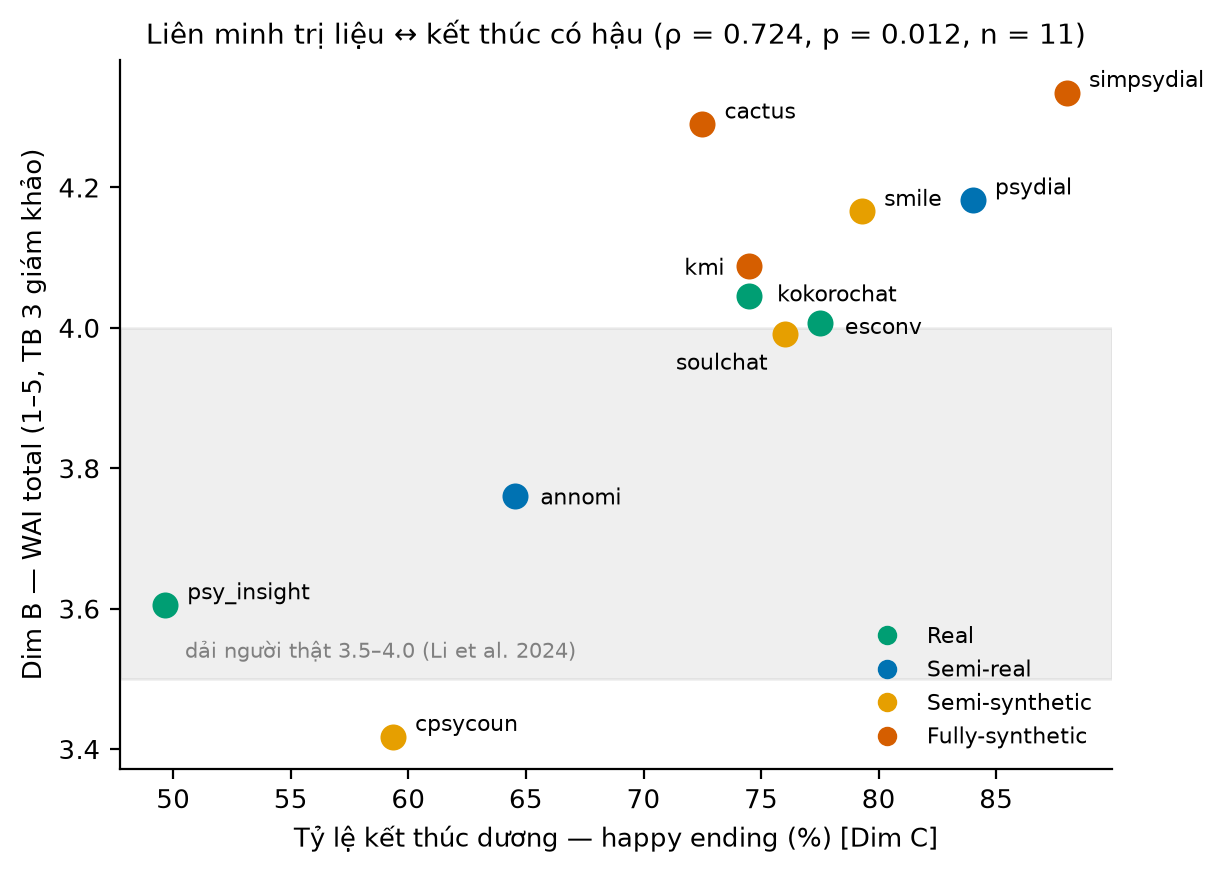 Liên minh trị liệu ↔ kết thúc có hậu (ρ = 0.724, p = 0.012, n = 11)
simpsydial
cactus
psydial
smile
kmi
kokorochat
esconv
soulchat
annomi
psy_insight
dải người thật 3.5–4.0 (Li et al. 2024)
cpsycoun
Real
Semi-real
Semi-synthetic
Fully-synthetic
Dim B — WAI total (1–5, TB 3 giám khảo)
4.2
4.0
3.8
3.6
3.4
50 55 60 65 70 75 80 85
Tỷ lệ kết thúc dương — happy ending (%) [Dim C]